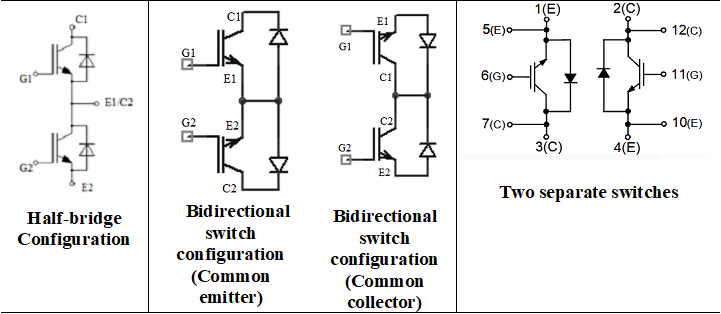 C1
G1
E1/C2
G2
E2
Half-bridge
Configuration
C1
G1
E1
G2
E2
C2
Bidirectional
switch
configuration
(Common
emitter)
E1
G1
C1
C2
G2
E2
Bidirectional
switch
configuration
(Common
collector)
1(E) 2(C)
5(E) 12(C)
6(G) 11(G)
7(C) 10(E)
3(C) 4(E)
Two separate switches